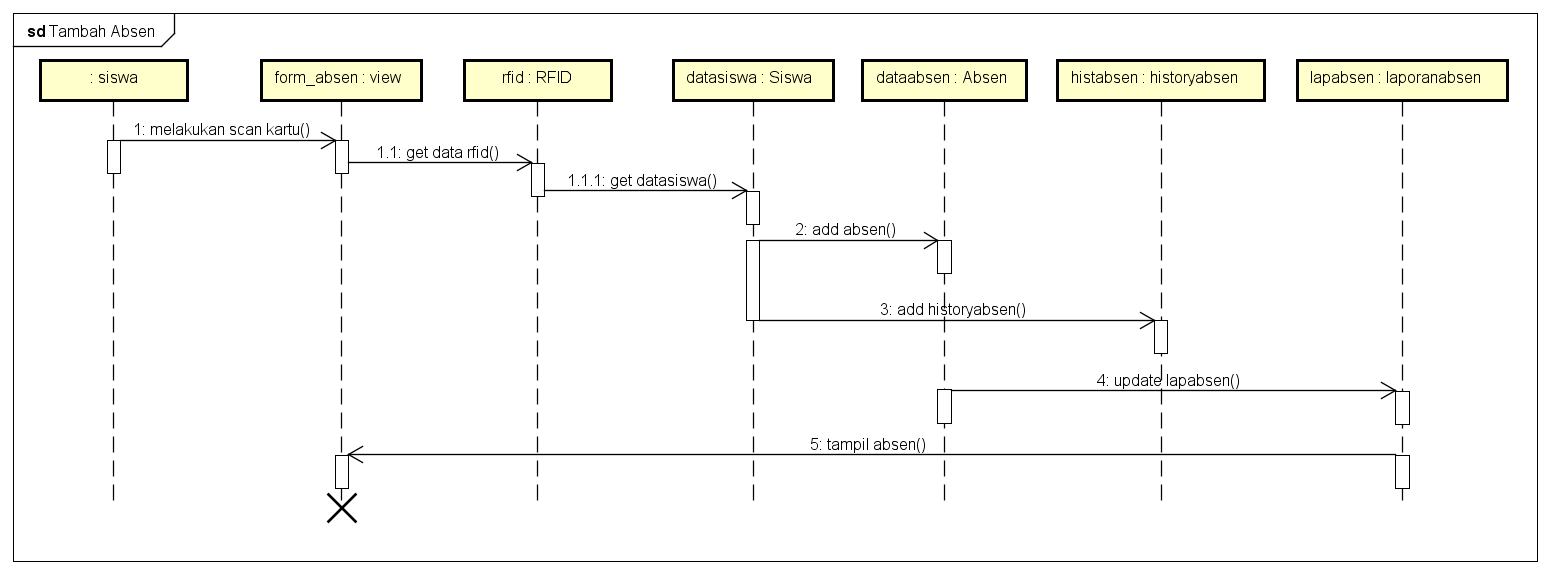 sd Tambah Absen
: siswa
form_absen : view
rfid : RFID
datasiswa : Siswa
dataabsen : Absen
histabsen : historyabsen
lapabsen : laporanabsen
1: melakukan scan kartu()
1.1: get data rfid()
1.1.1: get datasiswa()
2: add absen()
3: add historyabsen()
4: update lapabsen()
5: tampil absen()